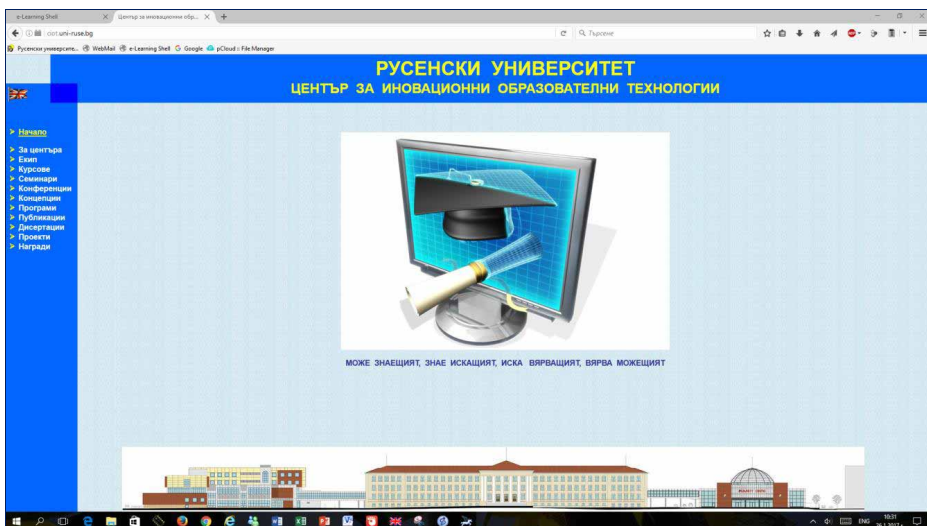 e-Learning Shell
Център за иновационни обр...
ciot.uni-ruse.bg
Търсене
Русенски университе... WebMail e-Learning Shell Google pCloud :: File Manager
РУСЕНСКИ УНИВЕРСИТЕТ
ЦЕНТЪР ЗА ИНОВАЦИОННИ ОБРАЗОВАТЕЛНИ ТЕХНОЛОГИИ
Начало
За центъра
Екип
Курсове
Семинари
Конференции
Концепции
Програми
Публикации
Дисертации
Проекти
Награди
МОЖЕ ЗНАЕЩИЯТ, ЗНАЕ ИСКАЩИЯТ, ИСКА ВЯРВАЩИЯТ, ВЯРВА МОЖЕЩИЯТ
ENG
10:31